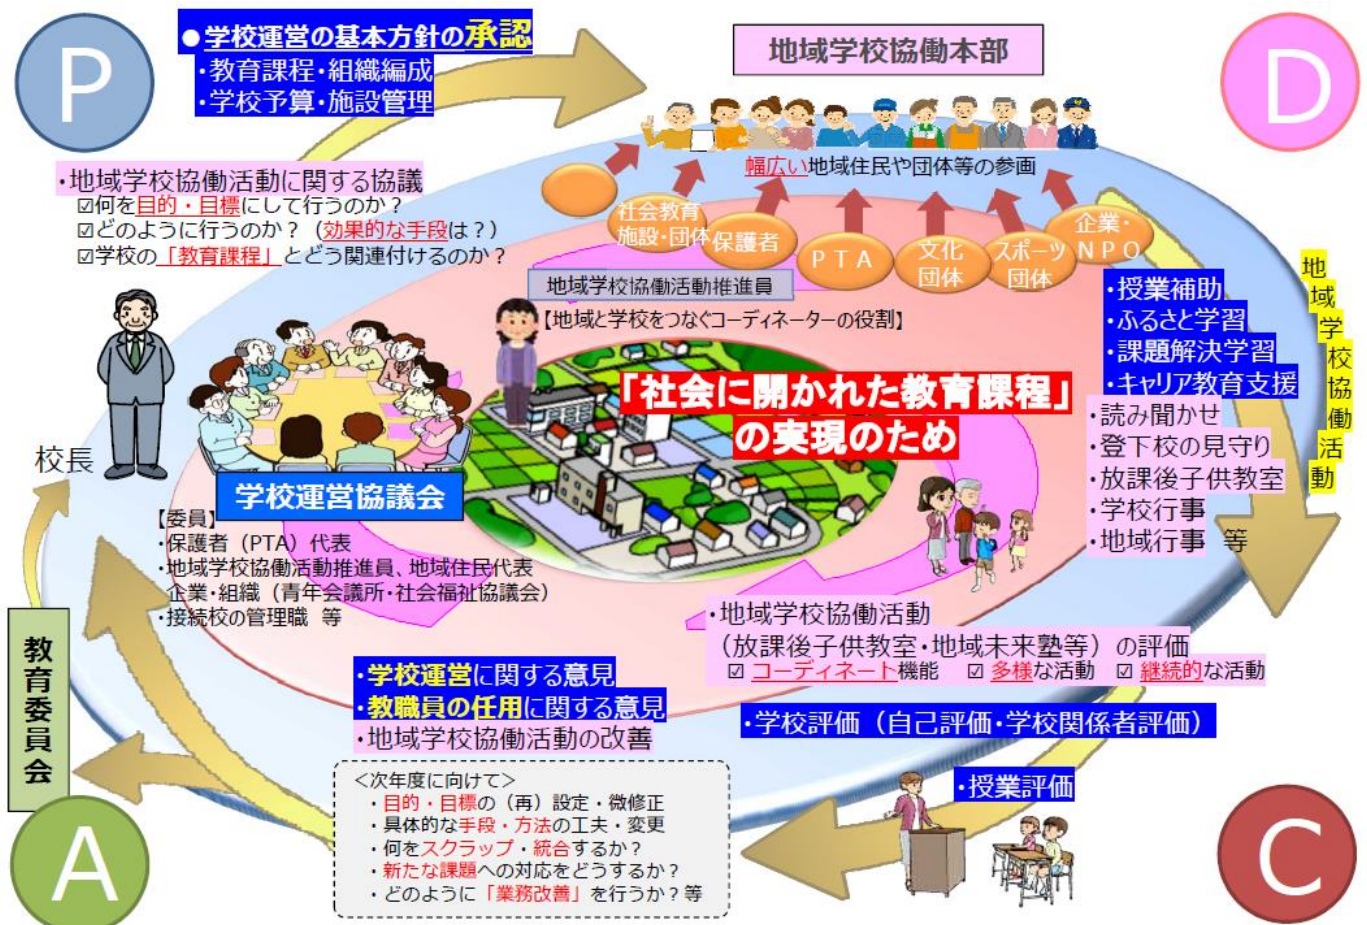 P
●学校運営の基本方針の承認
・教育課程・組織編成
・学校予算・施設管理
地域学校協働本部
D
・地域学校協働活動に関する協議
☑何を目的・目標にして行うのか？
☑どのように行うのか？（効果的な手段は？）
☑学校の「教育課程」とどう関連付けるのか？
幅広い地域住民や団体等の参画
社会教育
施設・団体
保護者
ＰＴＡ
文化
団体
スポーツ
団体
企業・
ＮＰＯ
地域学校協働活動推進員
【地域と学校をつなぐコーディネーターの役割】
「社会に開かれた教育課程」
の実現のため
地域学校協働活動
・授業補助
・ふるさと学習
・課題解決学習
・キャリア教育支援
・読み聞かせ
・登下校の見守り
・放課後子供教室
・学校行事
・地域行事 等
校長
学校運営協議会
【委員】
・保護者（PTA）代表
・地域学校協働活動推進員、地域住民代表
・企業・組織（青年会議所・社会福祉協議会）
・接続校の管理職 等
・地域学校協働活動
（放課後子供教室・地域未来塾等）の評価
☑ コーディネート機能 ☑ 多様な活動 ☑ 継続的な活動
・学校評価（自己評価・学校関係者評価）
・授業評価
C
・学校運営に関する意見
・教職員の任用に関する意見
・地域学校協働活動の改善
＜次年度に向けて＞
・目的・目標の（再）設定・微修正
・具体的な手段・方法の工夫・変更
・何をスクラップ・統合するか？
・新たな課題への対応をどうするか？
・どのように「業務改善」を行うか？等
教育委員会
A